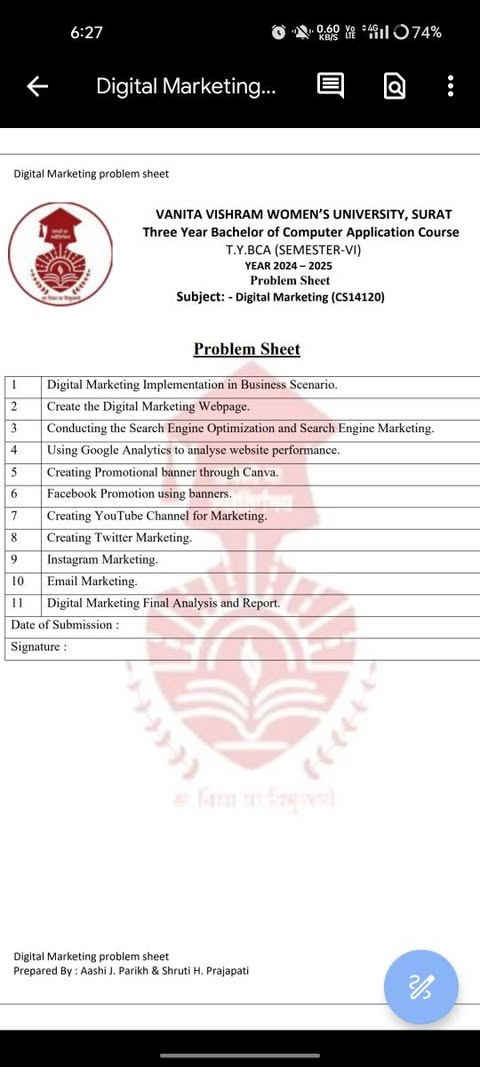 6:27
0.60 KB/S Vo LTE 4G 74%
Digital Marketing...
Digital Marketing problem sheet
VANITA VISHRAM WOMEN'S UNIVERSITY, SURAT
Three Year Bachelor of Computer Application Course
T.Y.BCA (SEMESTER-VI)
YEAR 2024 – 2025
Problem Sheet
Subject: - Digital Marketing (CS14120)
Problem Sheet
1 Digital Marketing Implementation in Business Scenario.
2 Create the Digital Marketing Webpage.
3 Conducting the Search Engine Optimization and Search Engine Marketing.
4 Using Google Analytics to analyse website performance.
5 Creating Promotional banner through Canva.
6 Facebook Promotion using banners.
7 Creating YouTube Channel for Marketing.
8 Creating Twitter Marketing.
9 Instagram Marketing.
10 Email Marketing.
11 Digital Marketing Final Analysis and Report.
Date of Submission :
Signature :
सा विद्या या विमुक्तये
Digital Marketing problem sheet
Prepared By : Aashi J. Parikh & Shruti H. Prajapati